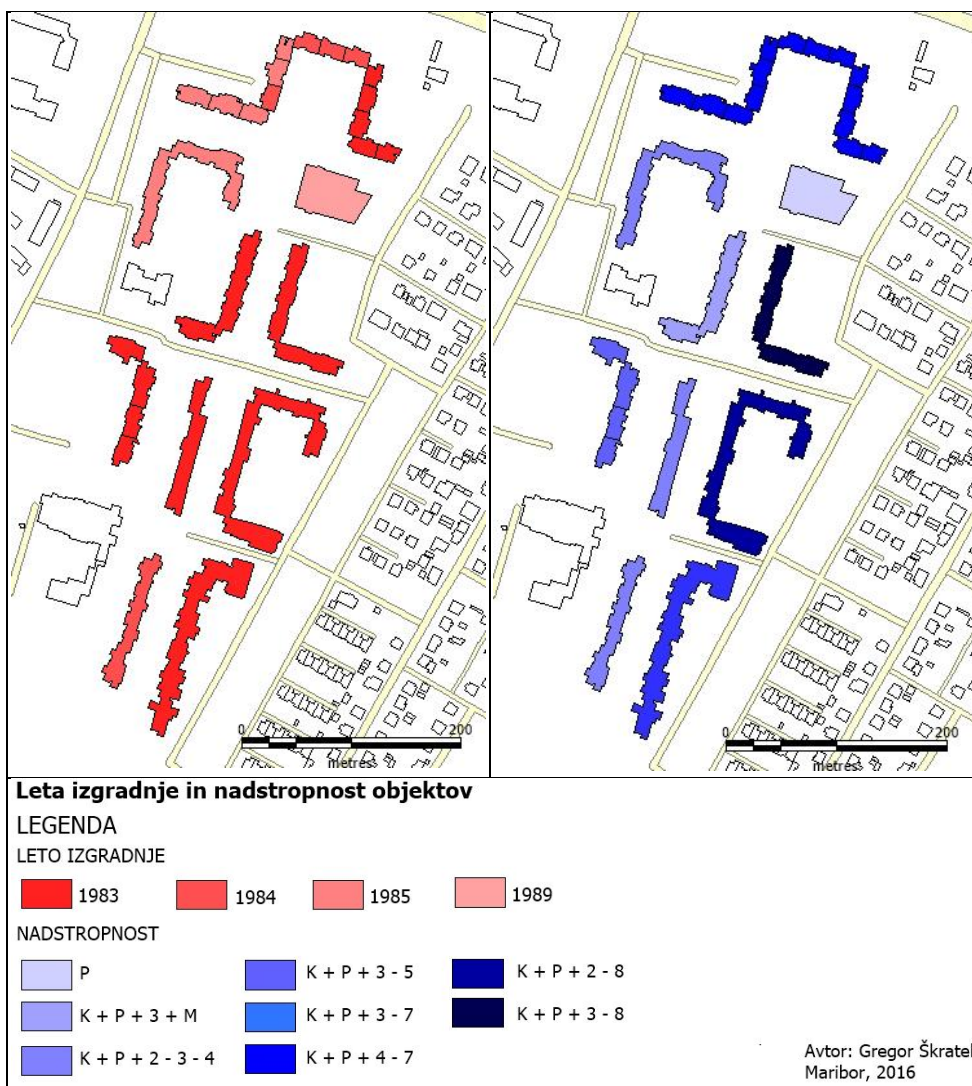 0 200
metres
0 200
metres
Leta izgradnje in nadstropnost objektov
LEGENDA
LETO IZGRADNJE
1983 1984 1985 1989
NADSTROPNOST
P K + P + 3 - 5 K + P + 2 - 8
K + P + 3 + M K + P + 3 - 7 K + P + 3 - 8
K + P + 2 - 3 - 4 K + P + 4 - 7
Avtor: Gregor Škratek
Maribor, 2016